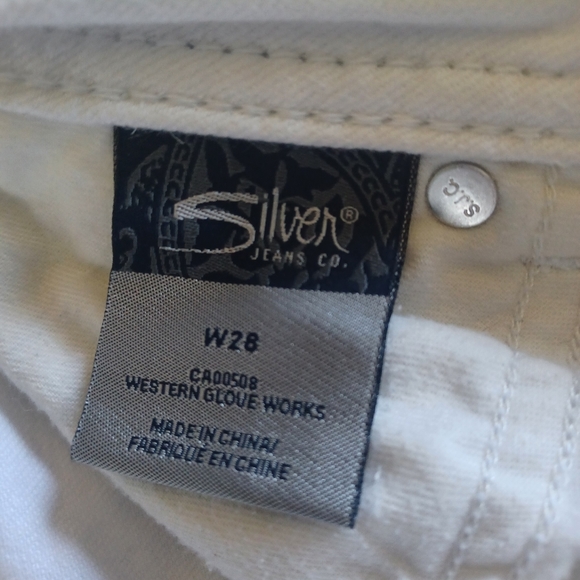 Silver®
JEANS CO.
S.J.C.
W28
CA00508
WESTERN GLOVE WORKS
MADE IN CHINA/
FABRIQUE EN CHINE